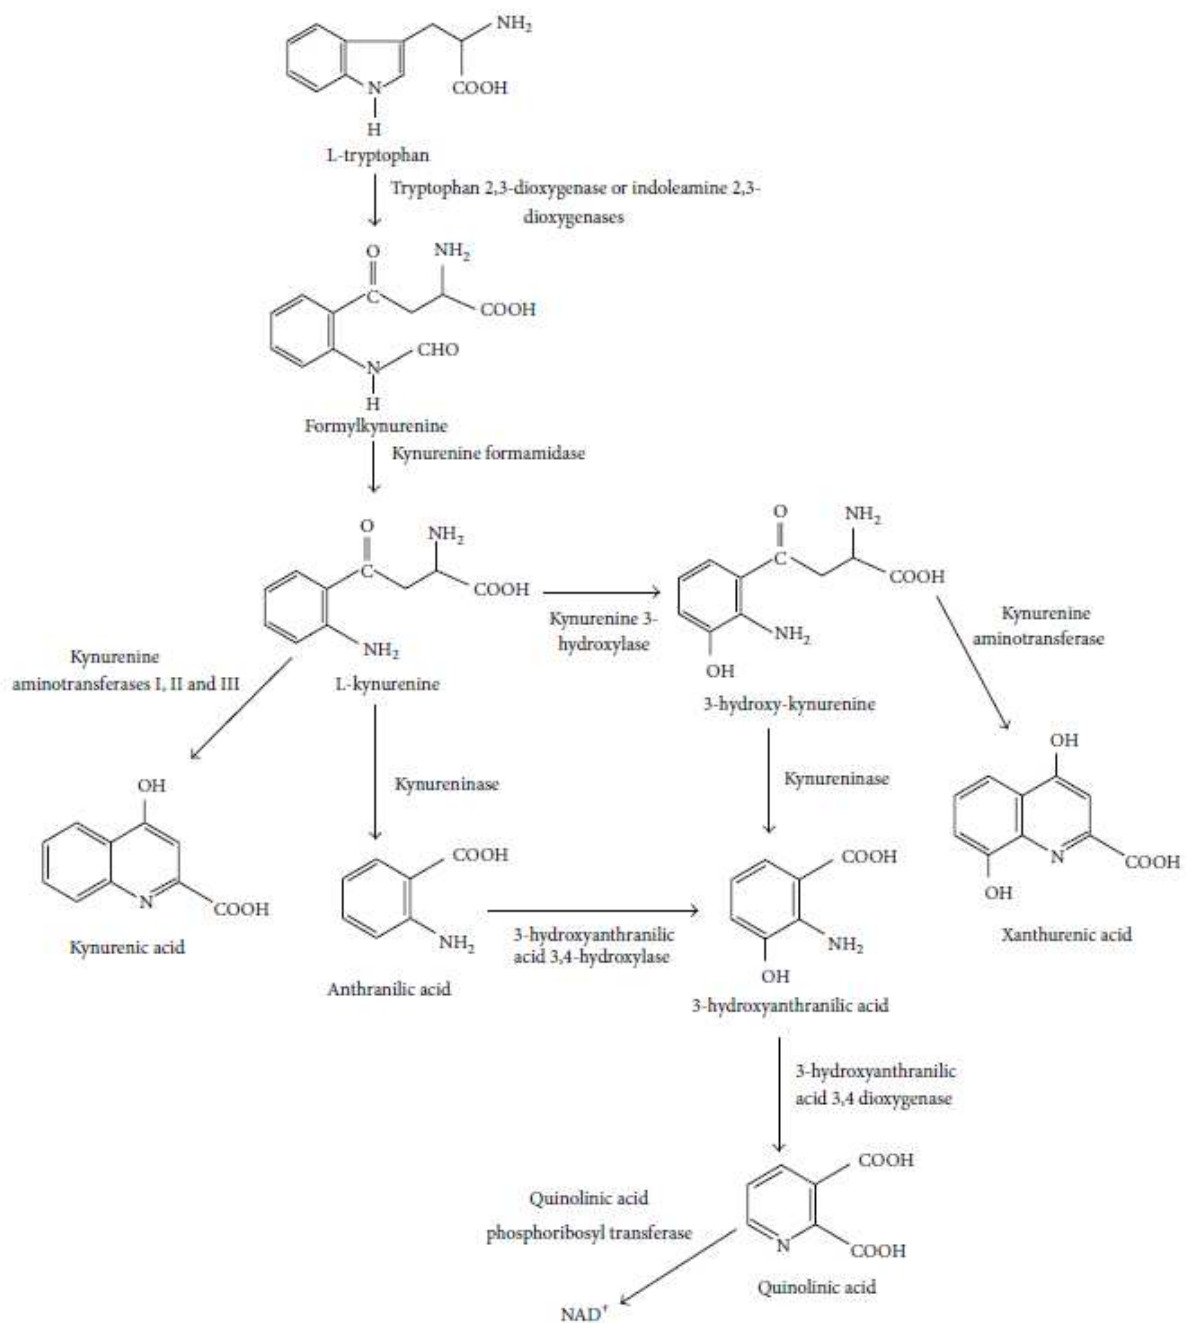 NH2
N
COOH
H
L-tryptophan
Tryptophan 2,3-dioxygenase or indoleamine 2,3-
dioxygenases
O
NH2
C
COOH
CHO
N
H
Formylkynurenine
Kynurenine formamidase
O
NH2
C
COOH
NH2
L-kynurenine
Kynurenine 3-
hydroxylase
O
NH2
C
COOH
NH2
OH
3-hydroxy-kynurenine
Kynurenine
aminotransferase
Kynurenine
aminotransferases I, II and III
Kynureninase
Kynureninase
OH
N
COOH
Kynurenic acid
COOH
NH2
Anthranilic acid
3-hydroxyanthranilic
acid 3,4-hydroxylase
COOH
NH2
OH
3-hydroxyanthranilic acid
OH
N
COOH
OH
Xanthurenic acid
3-hydroxyanthranilic
acid 3,4 dioxygenase
COOH
N
COOH
Quinolinic acid
Quinolinic acid
phosphoribosyl transferase
NAD†